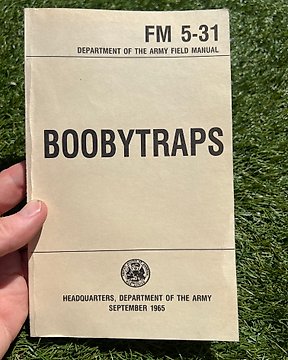 FM 5-31
DEPARTMENT OF THE ARMY FIELD MANUAL
BOOBYTRAPS
HEADQUARTERS, DEPARTMENT OF THE ARMY
SEPTEMBER 1965